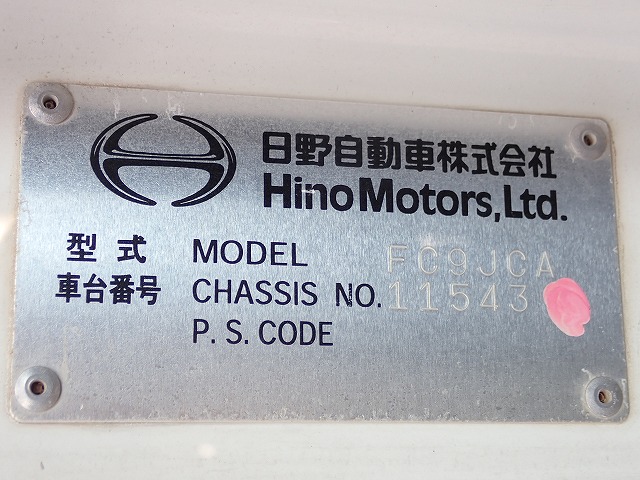 日野自動車株式会社
Hino Motors, Ltd.
型式 MODEL FC9JCA
車台番号 CHASSIS NO. 11543
P. S. CODE